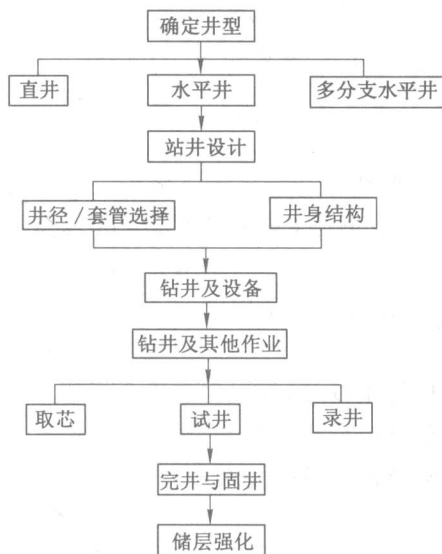 确定井型
直井
水平井
多分支水平井
站井设计
井径/套管选择
井身结构
钻井及设备
钻井及其他作业
取芯
试井
录井
完井与固井
储层强化